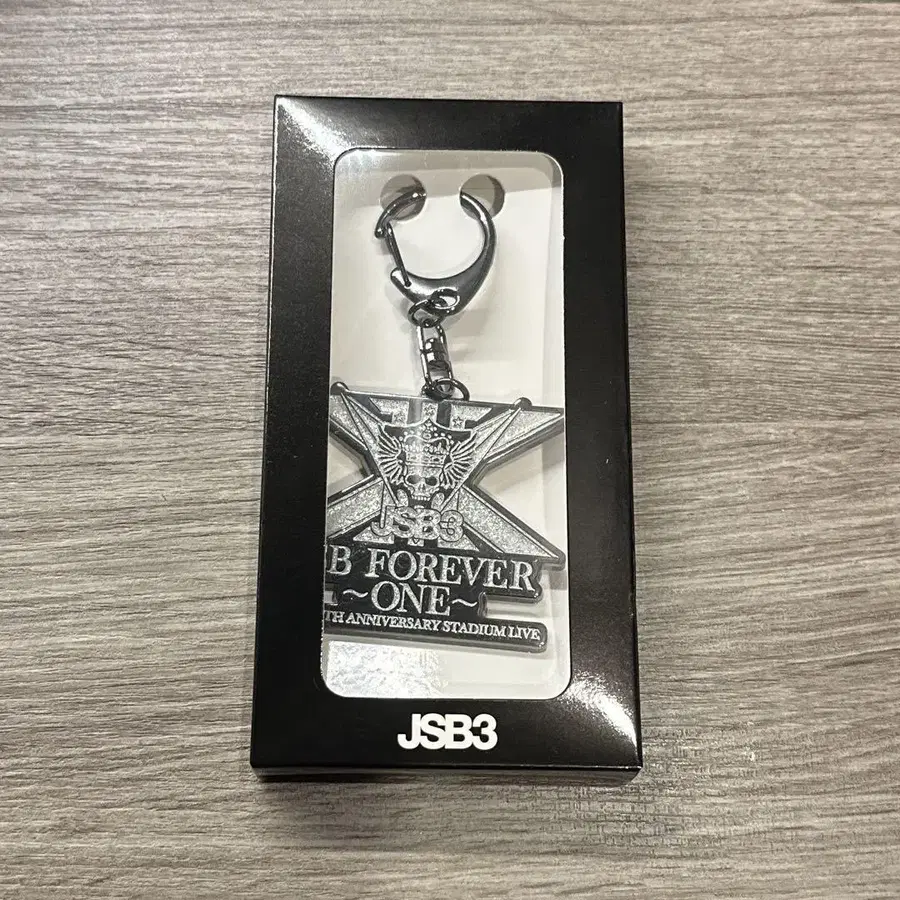 JSB3
B FOREVER
~ONE~
TH ANNIVERSARY STADIUM LIVE
JSB3